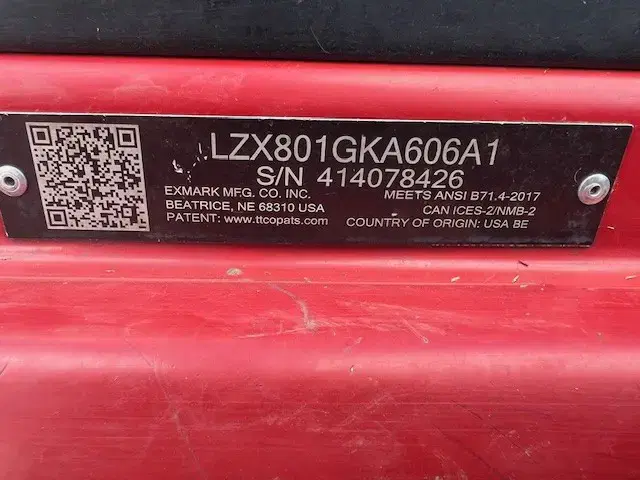 LZX801GKA606A1
S/N 414078426
EXMARK MFG. CO. INC. MEETS ANSI B71.4-2017
BEATRICE, NE 68310 USA CAN ICES-2/NMB-2
PATENT: www.ttcopats.com COUNTRY OF ORIGIN: USA BE